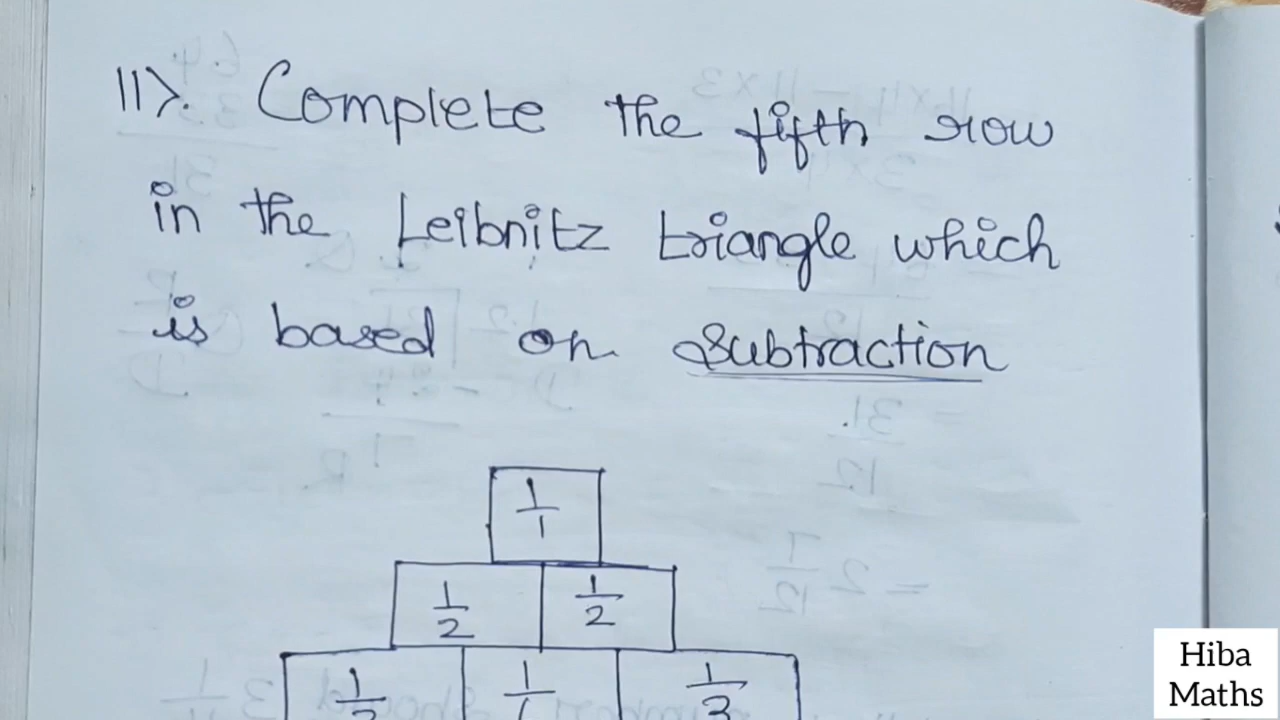 11). Complete the fifth row
in the Leibnitz triangle which
is based on Subtraction
1/1
1/2 1/2
1/3
Hiba
Maths